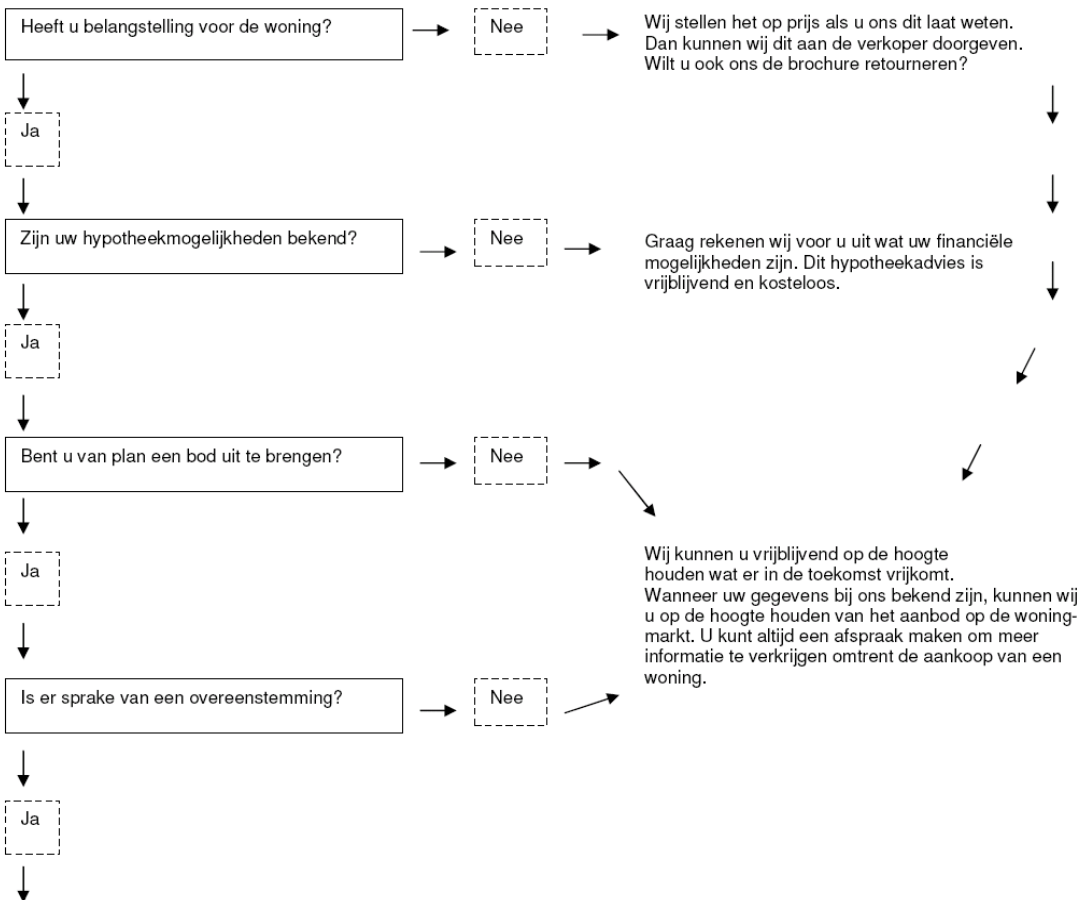 Heeft u belangstelling voor de woning?
Nee
Wij stellen het op prijs als u ons dit laat weten.
Dan kunnen wij dit aan de verkoper doorgeven.
Wilt u ook ons de brochure retourneren?
Ja
Zijn uw hypotheekmogelijkheden bekend?
Nee
Graag rekenen wij voor u uit wat uw financiële
mogelijkheden zijn. Dit hypotheekadvies is
vrijblijvend en kosteloos.
Ja
Bent u van plan een bod uit te brengen?
Nee
Ja
Wij kunnen u vrijblijvend op de hoogte
houden wat er in de toekomst vrijkomt.
Wanneer uw gegevens bij ons bekend zijn, kunnen wij
u op de hoogte houden van het aanbod op de woning-
markt. U kunt altijd een afspraak maken om meer
informatie te verkrijgen omtrent de aankoop van een
woning.
Is er sprake van een overeenstemming?
Nee
Ja